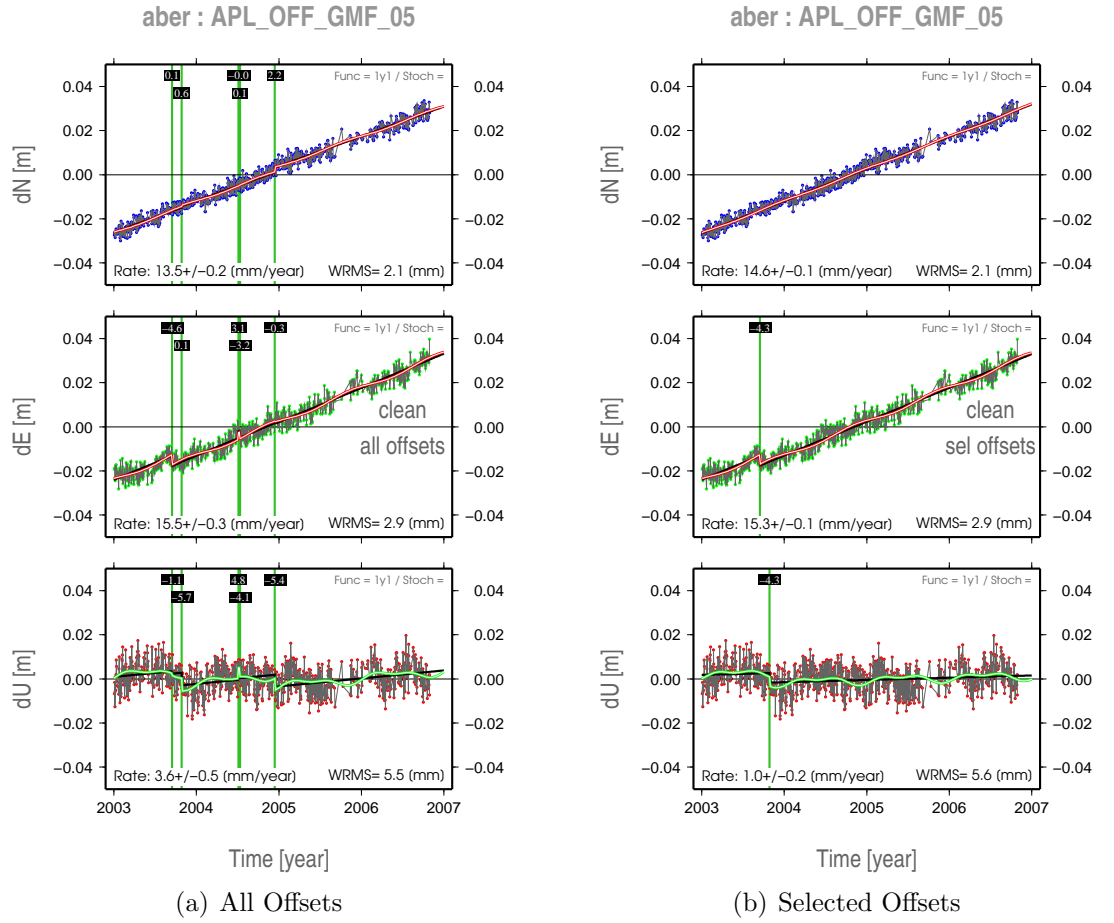 aber : APL_OFF_GMF_05
0.1
−0.0
2.2
Func = 1y1 / Stoch =
0.6
0.1
0.04
0.02
0.00
−0.02
−0.04
dN [m]
0.04
0.02
0.00
−0.02
−0.04
Rate: 13.5+/−0.2 [mm/year]
WRMS= 2.1 [mm]
−4.6
3.1
−0.3
Func = 1y1 / Stoch =
0.1
−3.2
0.04
0.02
0.00
−0.02
−0.04
dE [m]
0.04
0.02
0.00
−0.02
−0.04
clean
all offsets
Rate: 15.5+/−0.3 [mm/year]
WRMS= 2.9 [mm]
−1.1
4.8
−5.4
Func = 1y1 / Stoch =
−5.7
−4.1
0.04
0.02
0.00
−0.02
−0.04
dU [m]
0.04
0.02
0.00
−0.02
−0.04
Rate: 3.6+/−0.5 [mm/year]
WRMS= 5.5 [mm]
2003 2004 2005 2006 2007
Time [year]
(a) All Offsets
aber : APL_OFF_GMF_05
Func = 1y1 / Stoch =
0.04
0.02
0.00
−0.02
−0.04
dN [m]
0.04
0.02
0.00
−0.02
−0.04
Rate: 14.6+/−0.1 [mm/year]
WRMS= 2.1 [mm]
−4.3
Func = 1y1 / Stoch =
0.04
0.02
0.00
−0.02
−0.04
dE [m]
0.04
0.02
0.00
−0.02
−0.04
clean
sel offsets
Rate: 15.3+/−0.1 [mm/year]
WRMS= 2.9 [mm]
−4.3
Func = 1y1 / Stoch =
0.04
0.02
0.00
−0.02
−0.04
dU [m]
0.04
0.02
0.00
−0.02
−0.04
Rate: 1.0+/−0.2 [mm/year]
WRMS= 5.6 [mm]
2003 2004 2005 2006 2007
Time [year]
(b) Selected Offsets